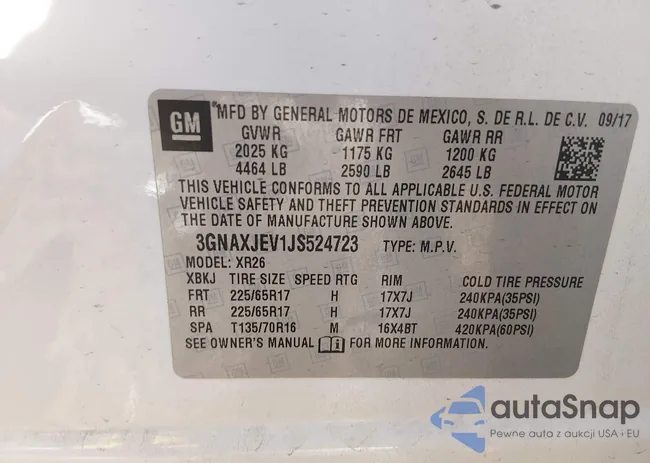 GM
MFD BY GENERAL MOTORS DE MEXICO, S. DE R.L. DE C.V. 09/17
GVWR GAWR FRT GAWR RR
2025 KG 1175 KG 1200 KG
4464 LB 2590 LB 2645 LB
THIS VEHICLE CONFORMS TO ALL APPLICABLE U.S. FEDERAL MOTOR
VEHICLE SAFETY AND THEFT PREVENTION STANDARDS IN EFFECT ON
THE DATE OF MANUFACTURE SHOWN ABOVE.
3GNAXJEV1JS524723 TYPE: M.P.V.
MODEL: XR26
XBKJ TIRE SIZE SPEED RTG RIM COLD TIRE PRESSURE
FRT 225/65R17 H 17X7J 240KPA(35PSI)
RR 225/65R17 H 17X7J 240KPA(35PSI)
SPA T135/70R16 M 16X4BT 420KPA(60PSI)
SEE OWNER'S MANUAL FOR MORE INFORMATION.
autaSnap
Pewne auta z aukcji USA i EU